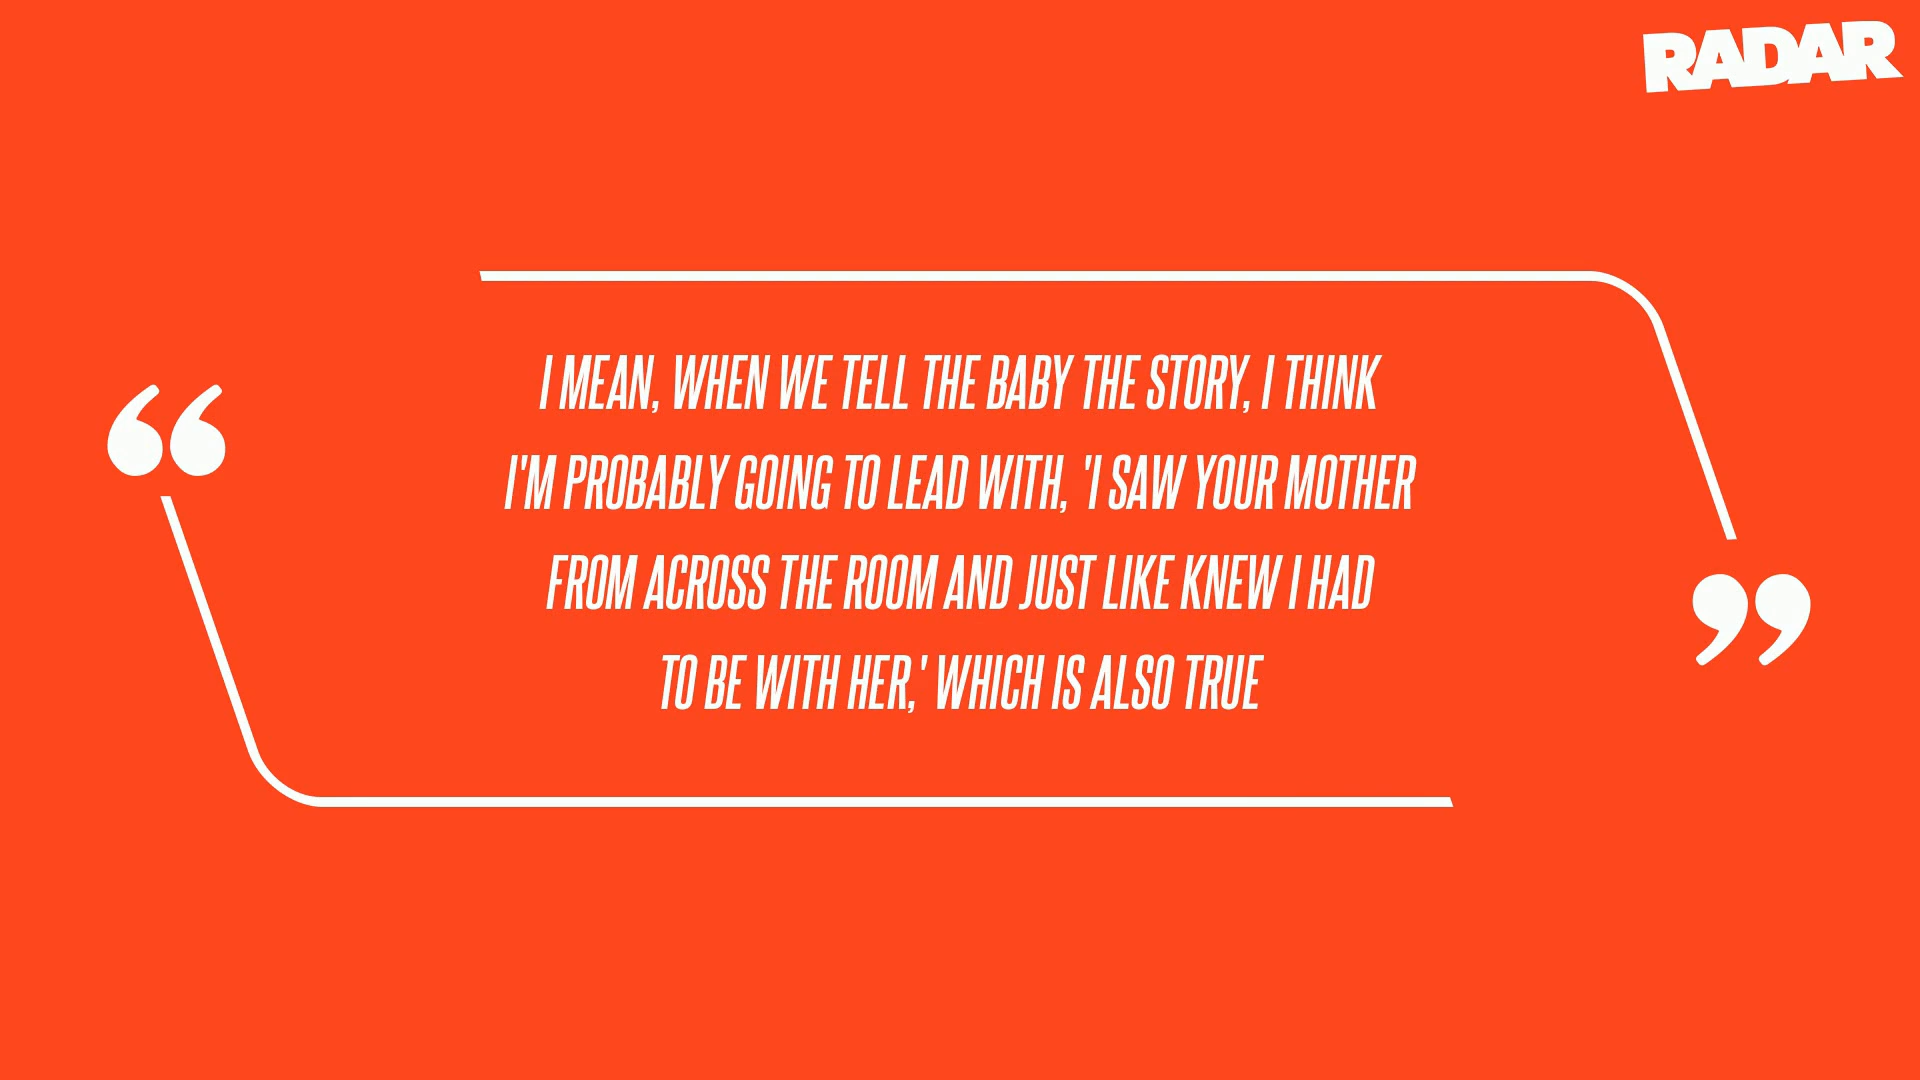 RADAR
I MEAN, WHEN WE TELL THE BABY THE STORY, I THINK
I'M PROBABLY GOING TO LEAD WITH, 'I SAW YOUR MOTHER
FROM ACROSS THE ROOM AND JUST LIKE KNEW I HAD
TO BE WITH HER,' WHICH IS ALSO TRUE